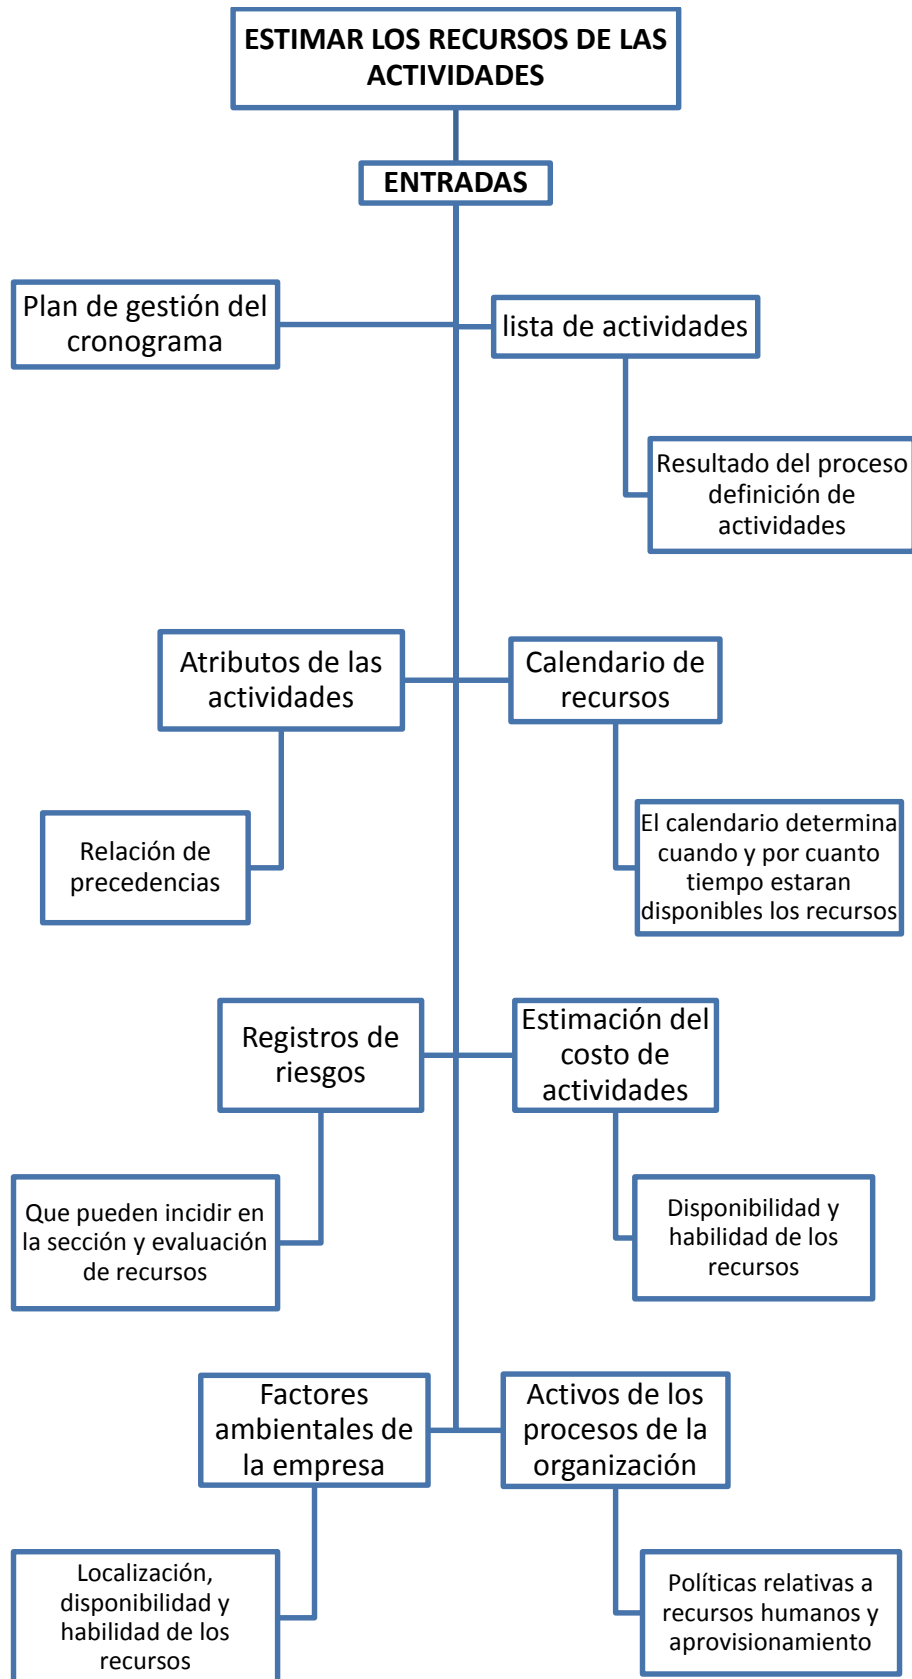 ESTIMAR LOS RECURSOS DE LAS
ACTIVIDADES
ENTRADAS
Plan de gestión del
cronograma
lista de actividades
Resultado del proceso
definición de
actividades
Atributos de las
actividades
Calendario de
recursos
Relación de
precedencias
El calendario determina
cuando y por cuanto
tiempo estaran
disponibles los recursos
Registros de
riesgos
Estimación del
costo de
actividades
Que pueden incidir en
la sección y evaluación
de recursos
Disponibilidad y
habilidad de los
recursos
Factores
ambientales de
la empresa
Activos de los
procesos de la
organización
Localización,
disponibilidad y
habilidad de los
recursos
Políticas relativas a
recursos humanos y
aprovisionamiento